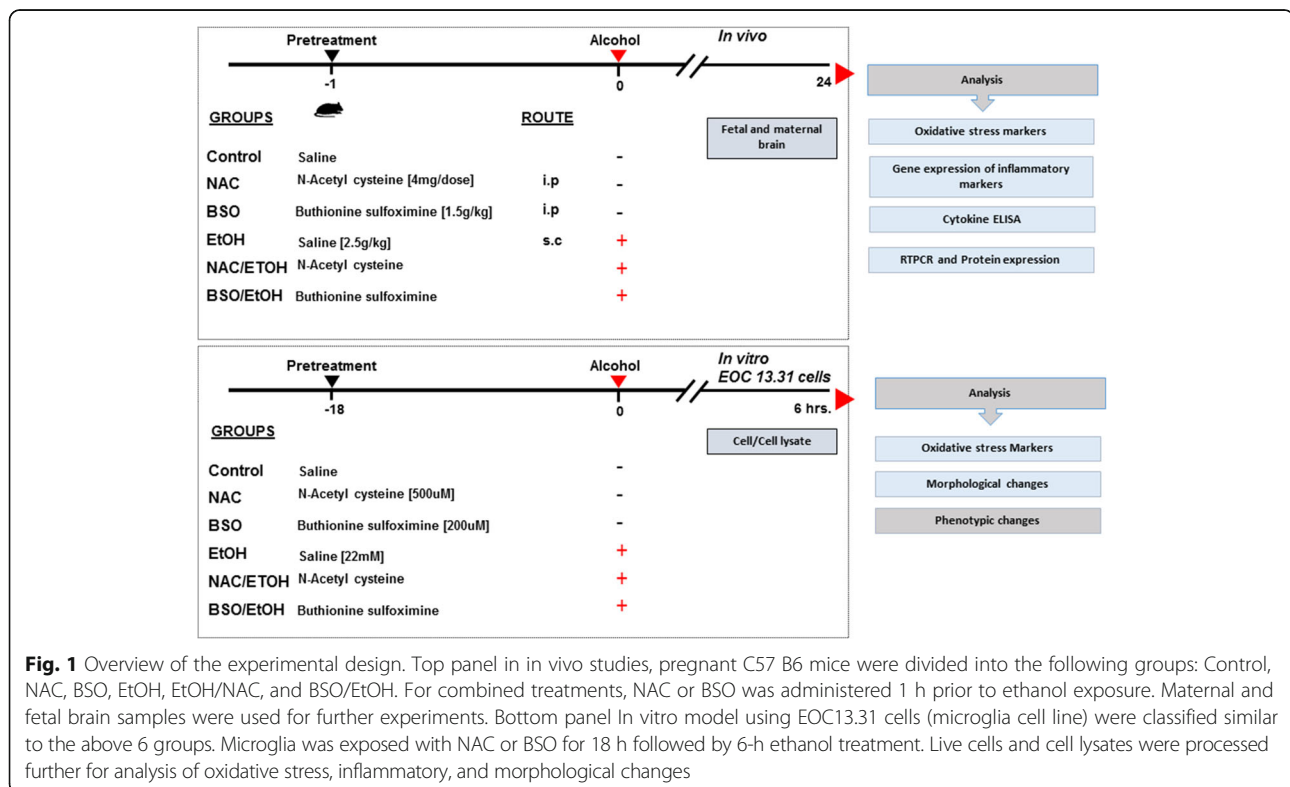 Pretreatment
Alcohol
In vivo
-1
0
24
GROUPS
ROUTE
Control Saline -
NAC N-Acetyl cysteine [4mg/dose] i.p -
BSO Buthionine sulfoximine [1.5g/kg] i.p -
EtOH Saline [2.5g/kg] s.c +
NAC/ETOH N-Acetyl cysteine +
BSO/EtOH Buthionine sulfoximine +
Fetal and maternal
brain
Analysis
Oxidative stress markers
Gene expression of inflammatory
markers
Cytokine ELISA
RTPCR and Protein expression
Pretreatment
Alcohol
In vitro
EOC 13.31 cells
-18
0
6 hrs.
GROUPS
Control Saline -
NAC N-Acetyl cysteine [500uM] -
BSO Buthionine sulfoximine [200uM] -
EtOH Saline [22mM] +
NAC/ETOH N-Acetyl cysteine +
BSO/EtOH Buthionine sulfoximine +
Cell/Cell lysate
Analysis
Oxidative stress Markers
Morphological changes
Phenotypic changes
Fig. 1 Overview of the experimental design. Top panel in in vivo studies, pregnant C57 B6 mice were divided into the following groups: Control,
NAC, BSO, EtOH, EtOH/NAC, and BSO/EtOH. For combined treatments, NAC or BSO was administered 1 h prior to ethanol exposure. Maternal and
fetal brain samples were used for further experiments. Bottom panel In vitro model using EOC13.31 cells (microglia cell line) were classified similar
to the above 6 groups. Microglia was exposed with NAC or BSO for 18 h followed by 6-h ethanol treatment. Live cells and cell lysates were processed
further for analysis of oxidative stress, inflammatory, and morphological changes